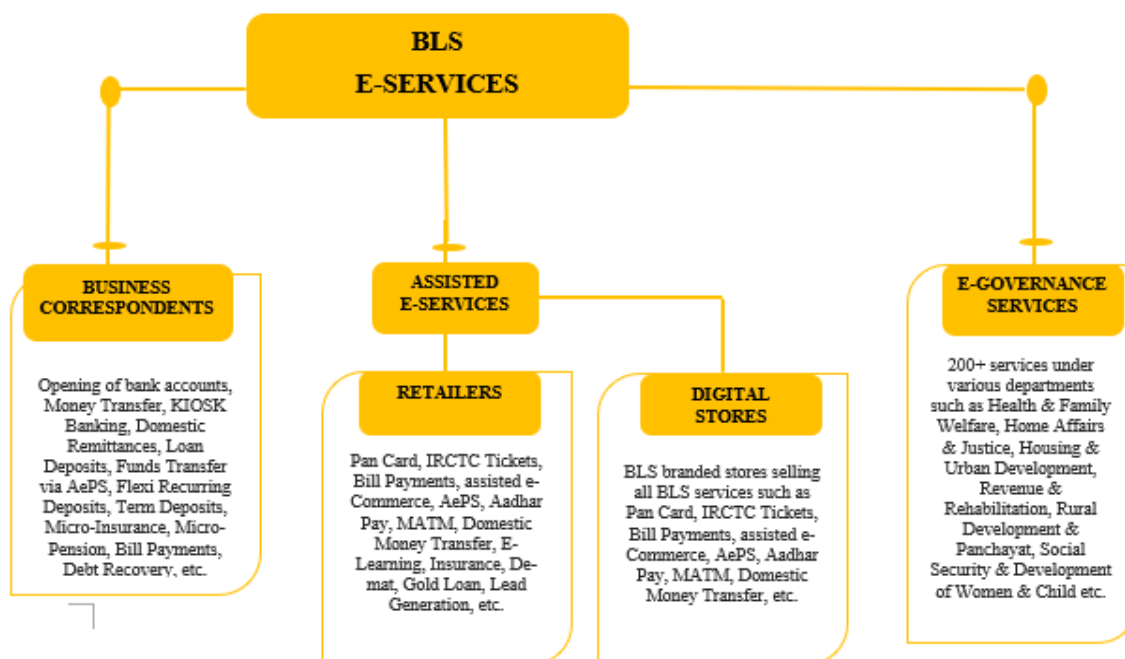 BLS
E-SERVICES
BUSINESS
CORRESPONDENTS
Opening of bank accounts,
Money Transfer, KIOSK
Banking, Domestic
Remittances, Loan
Deposits, Funds Transfer
via AePS, Flexi Recurring
Deposits, Term Deposits,
Micro-Insurance, Micro-
Pension, Bill Payments,
Debt Recovery, etc.
ASSISTED
E-SERVICES
RETAILERS
Pan Card, IRCTC Tickets,
Bill Payments, assisted e-
Commerce, AePS, Aadhar
Pay, MATM, Domestic
Money Transfer, E-
Learning, Insurance, De-
mat, Gold Loan, Lead
Generation, etc.
DIGITAL
STORES
BLS branded stores selling
all BLS services such as
Pan Card, IRCTC Tickets,
Bill Payments, assisted e-
Commerce, AePS, Aadhar
Pay, MATM, Domestic
Money Transfer, etc.
E-GOVERNANCE
SERVICES
200+ services under
various departments
such as Health & Family
Welfare, Home Affairs
& Justice, Housing &
Urban Development,
Revenue &
Rehabilitation, Rural
Development &
Panchayat, Social
Security & Development
of Women & Child etc.